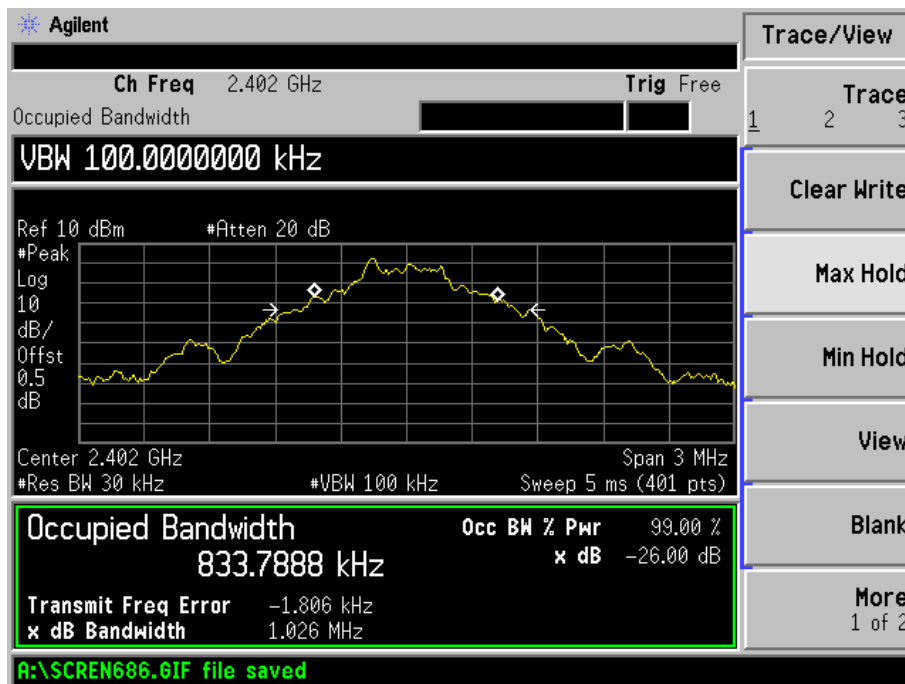 Agilent
Trace/View
Ch Freq 2.402 GHz Trig Free
Occupied Bandwidth
Trace
1 2 3
VBW 100.0000000 kHz
Clear Write
Ref 10 dBm #Atten 20 dB
#Peak
Log
10
dB/
Offst
0.5
dB
Max Hold
Min Hold
View
Center 2.402 GHz Span 3 MHz
#Res BW 30 kHz #VBW 100 kHz Sweep 5 ms (401 pts)
Occupied Bandwidth
833.7888 kHz
Occ BW % Pwr 99.00 %
x dB -26.00 dB
Blank
Transmit Freq Error -1.806 kHz
x dB Bandwidth 1.026 MHz
More
1 of 2
A:\SCREN686.GIF file saved